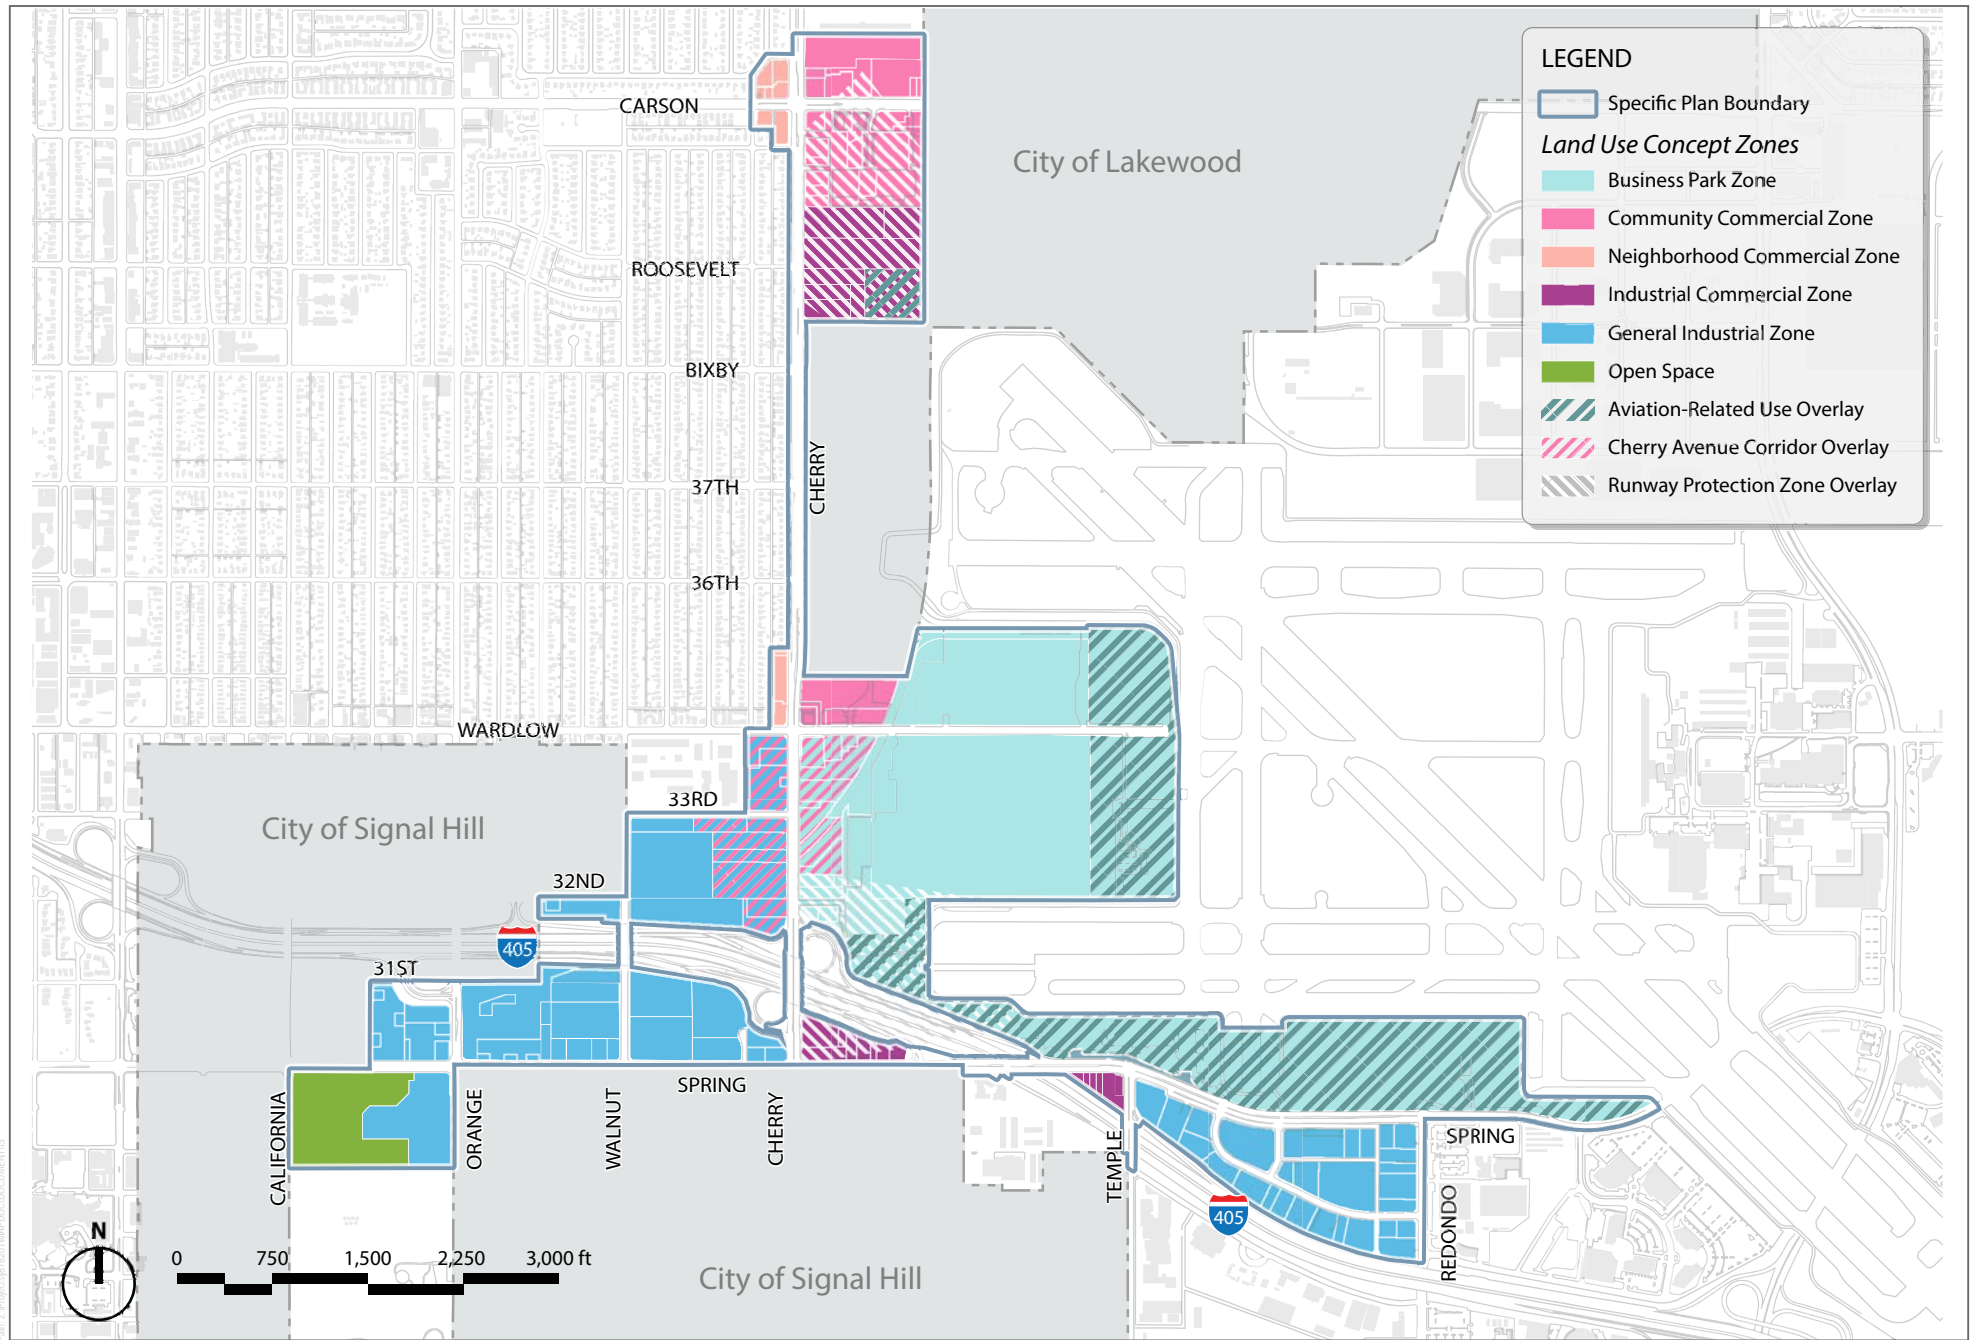 LEGEND
Specific Plan Boundary
Land Use Concept Zones
Business Park Zone
Community Commercial Zone
Neighborhood Commercial Zone
Industrial Commercial Zone
General Industrial Zone
Open Space
Aviation-Related Use Overlay
Cherry Avenue Corridor Overlay
Runway Protection Zone Overlay
CARSON
City of Lakewood
ROOSEVELT
BIXBY
CHERRY
37TH
36TH
WARDLOW
33RD
City of Signal Hill
32ND
405
31ST
SPRING
CALIFORNIA
ORANGE
WALNUT
CHERRY
TEMPLE
SPRING
REDONDO
405
N
0 750 1,500 2,250 3,000 ft
City of Signal Hill